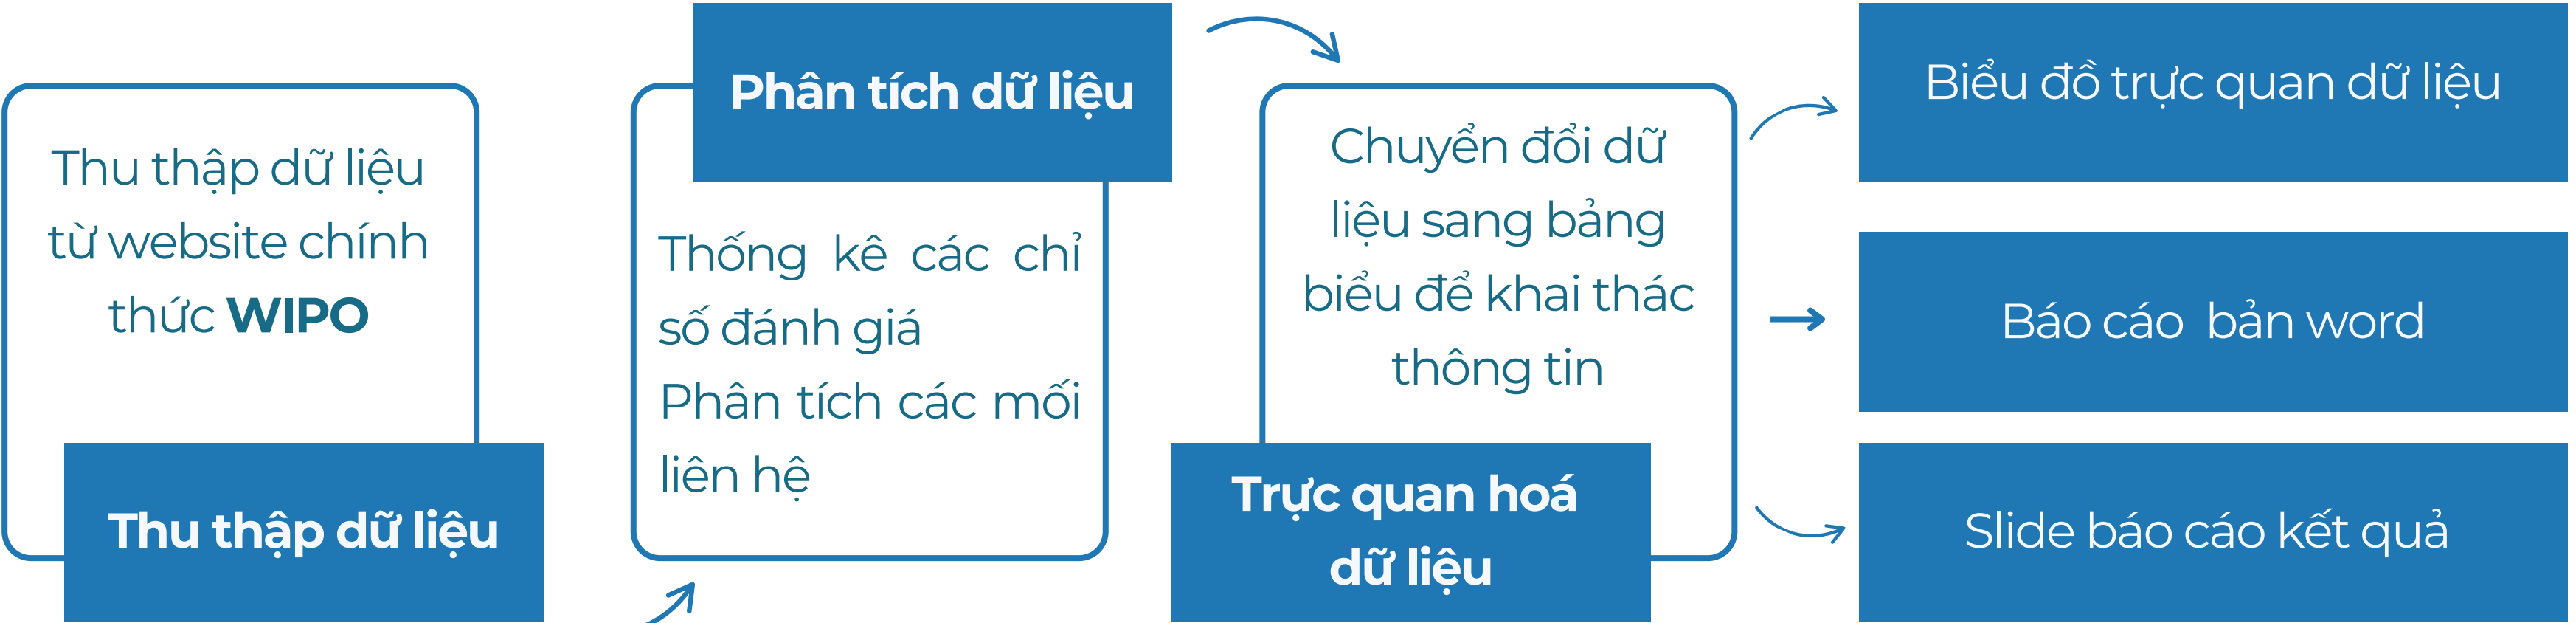 Thu thập dữ liệu
từ website chính
thức WIPO
Thu thập dữ liệu
Phân tích dữ liệu
Thống kê các chỉ
số đánh giá
Phân tích các mối
liên hệ
Chuyển đổi dữ
liệu sang bảng
biểu để khai thác
thông tin
Trực quan hoá
dữ liệu
Biểu đồ trực quan dữ liệu
Báo cáo bản word
Slide báo cáo kết quả